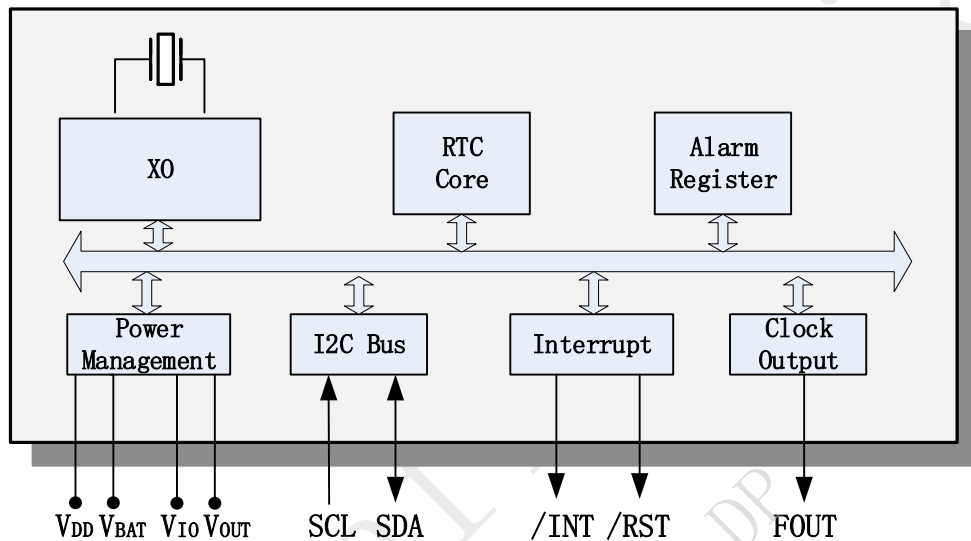 XO
RTC
Core
Alarm
Register
Power
Management
I2C Bus
Interrupt
Clock
Output
VDD VBAT VIO VOUT SCL SDA /INT /RST FOUT
DP